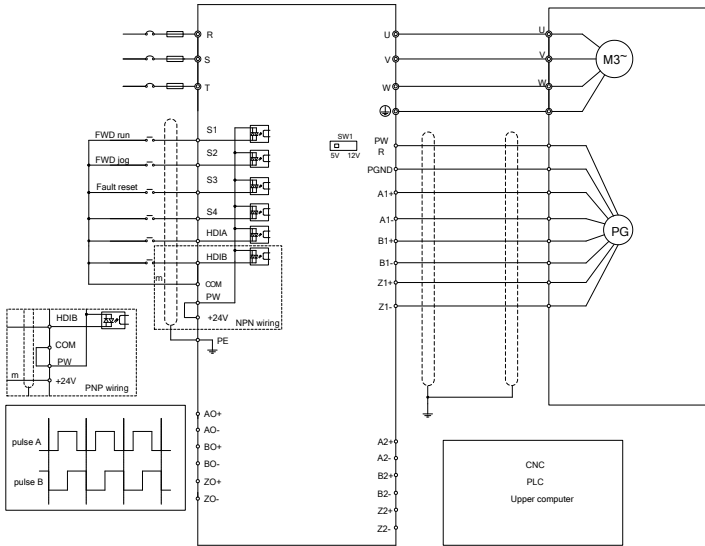 R
S
T
U
V
W
U
V
W
M3~
SW1
5V 12V
PW
R
PGND
A1+
A1-
B1+
B1-
Z1+
Z1-
PG
FWD run
S1
FWD jog
S2
Fault reset
S3
S4
HDIA
HDIB
m
COM
PW
+24V
NPN wiring
PE
HDIB
COM
PW
m
+24V
PNP wiring
pulse A
pulse B
AO+
AO-
BO+
BO-
ZO+
ZO-
A2+
A2-
B2+
B2-
Z2+
Z2-
CNC
PLC
Upper computer